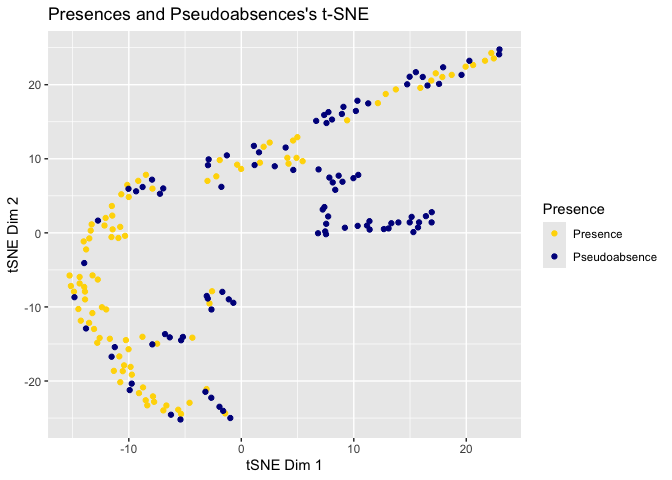 Presences and Pseudoabsences's t-SNE
20
10
0
-10
-20
tSNE Dim 2
-10
0
10
20
tSNE Dim 1
Presence
Presence
Pseudoabsence